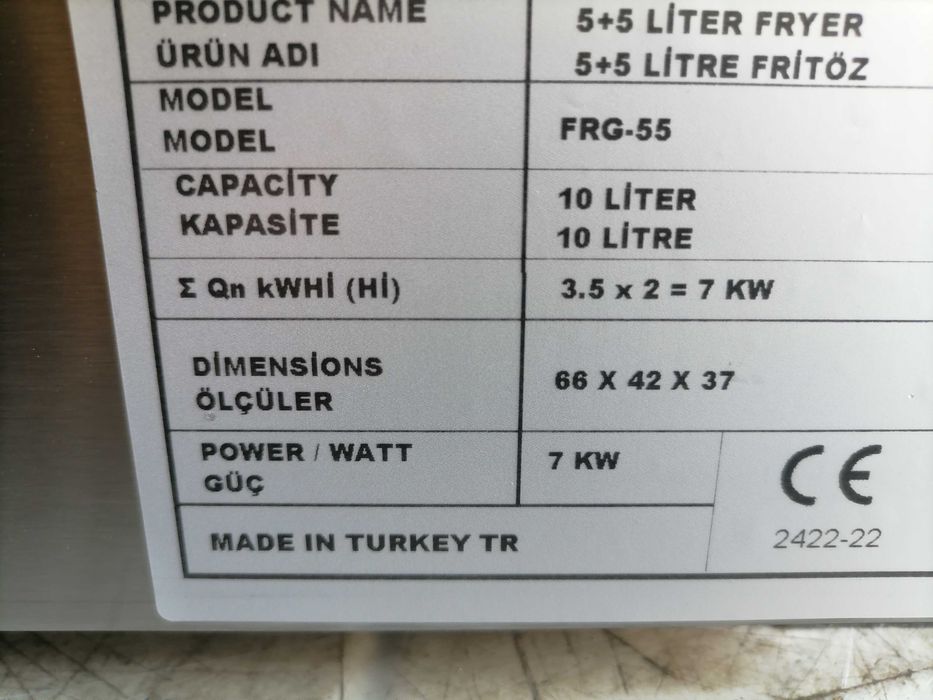 PRODUCT NAME
ÜRÜN ADI
5+5 LİTER FRYER
5+5 LİTRE FRİTÖZ
MODEL
MODEL
FRG-55
CAPACİTY
KAPASİTE
10 LİTER
10 LİTRE
Σ Qn kWHİ (Hİ)
3.5 x 2 = 7 KW
DİMENSİONS
ÖLÇÜLER
66 X 42 X 37
POWER / WATT
GÜÇ
7 KW
CE
2422-22
MADE IN TURKEY TR